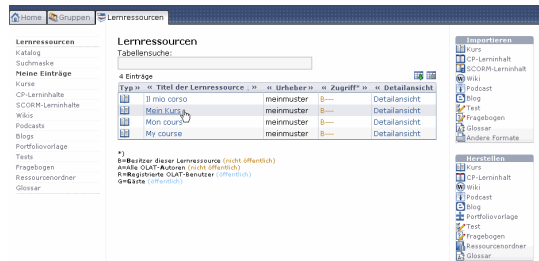 Home Gruppen Lernressourcen
Lernressourcen
Katalog
Suchmaske
Meine Einträge
Kurse
CP-Lerninhalte
SCORM-Lerninhalte
Wikis
Podcasts
Blogs
Portfoliovorlage
Tests
Fragebogen
Ressourcenordner
Glossar
Lernressourcen
Tabellensuche:
4 Einträge
Typ » « Titel der Lernressource ↓ » « Urheber » « Zugriff* » « Detailansicht
Il mio corso meinmuster B--- Detailansicht
Mein Kurs meinmuster B--- Detailansicht
Mon cours meinmuster B--- Detailansicht
My course meinmuster B--- Detailansicht
*)
B=Besitzer dieser Lernressource (nicht öffentlich)
A=Alle OLAT-Autoren (nicht öffentlich)
R=Registrierte OLAT-Benutzer (öffentlich)
G=Gäste (öffentlich)
Importieren
Kurs
CP-Lerninhalt
SCORM-Lerninhalt
Wiki
Podcast
Blog
Test
Fragebogen
Glossar
Andere Formate
Herstellen
Kurs
CP-Lerninhalt
Wiki
Podcast
Blog
Portfoliovorlage
Test
Fragebogen
Ressourcenordner
Glossar